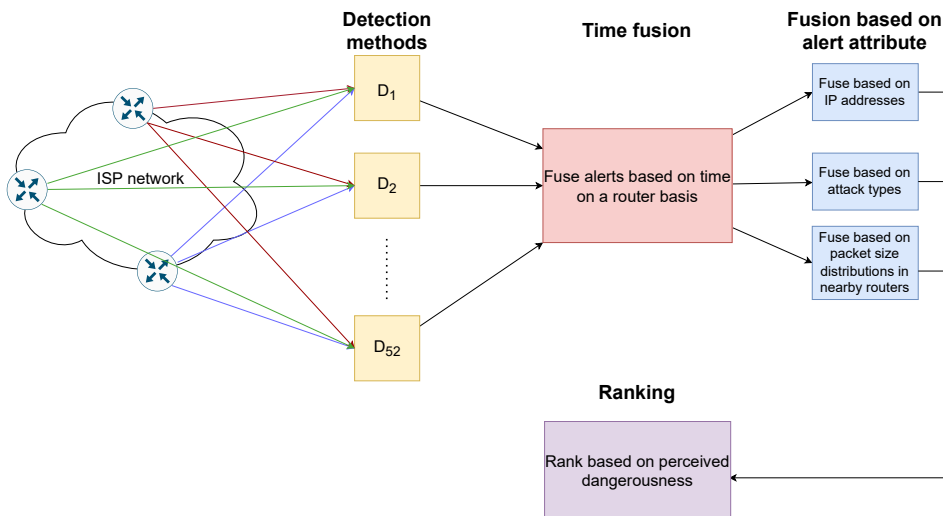 Detection
methods
Time fusion
Fusion based on
alert attribute
ISP network
D1
D2
D52
Fuse alerts based on time
on a router basis
Fuse based on
IP addresses
Fuse based on
attack types
Fuse based on
packet size
distributions in
nearby routers
Ranking
Rank based on perceived
dangerousness